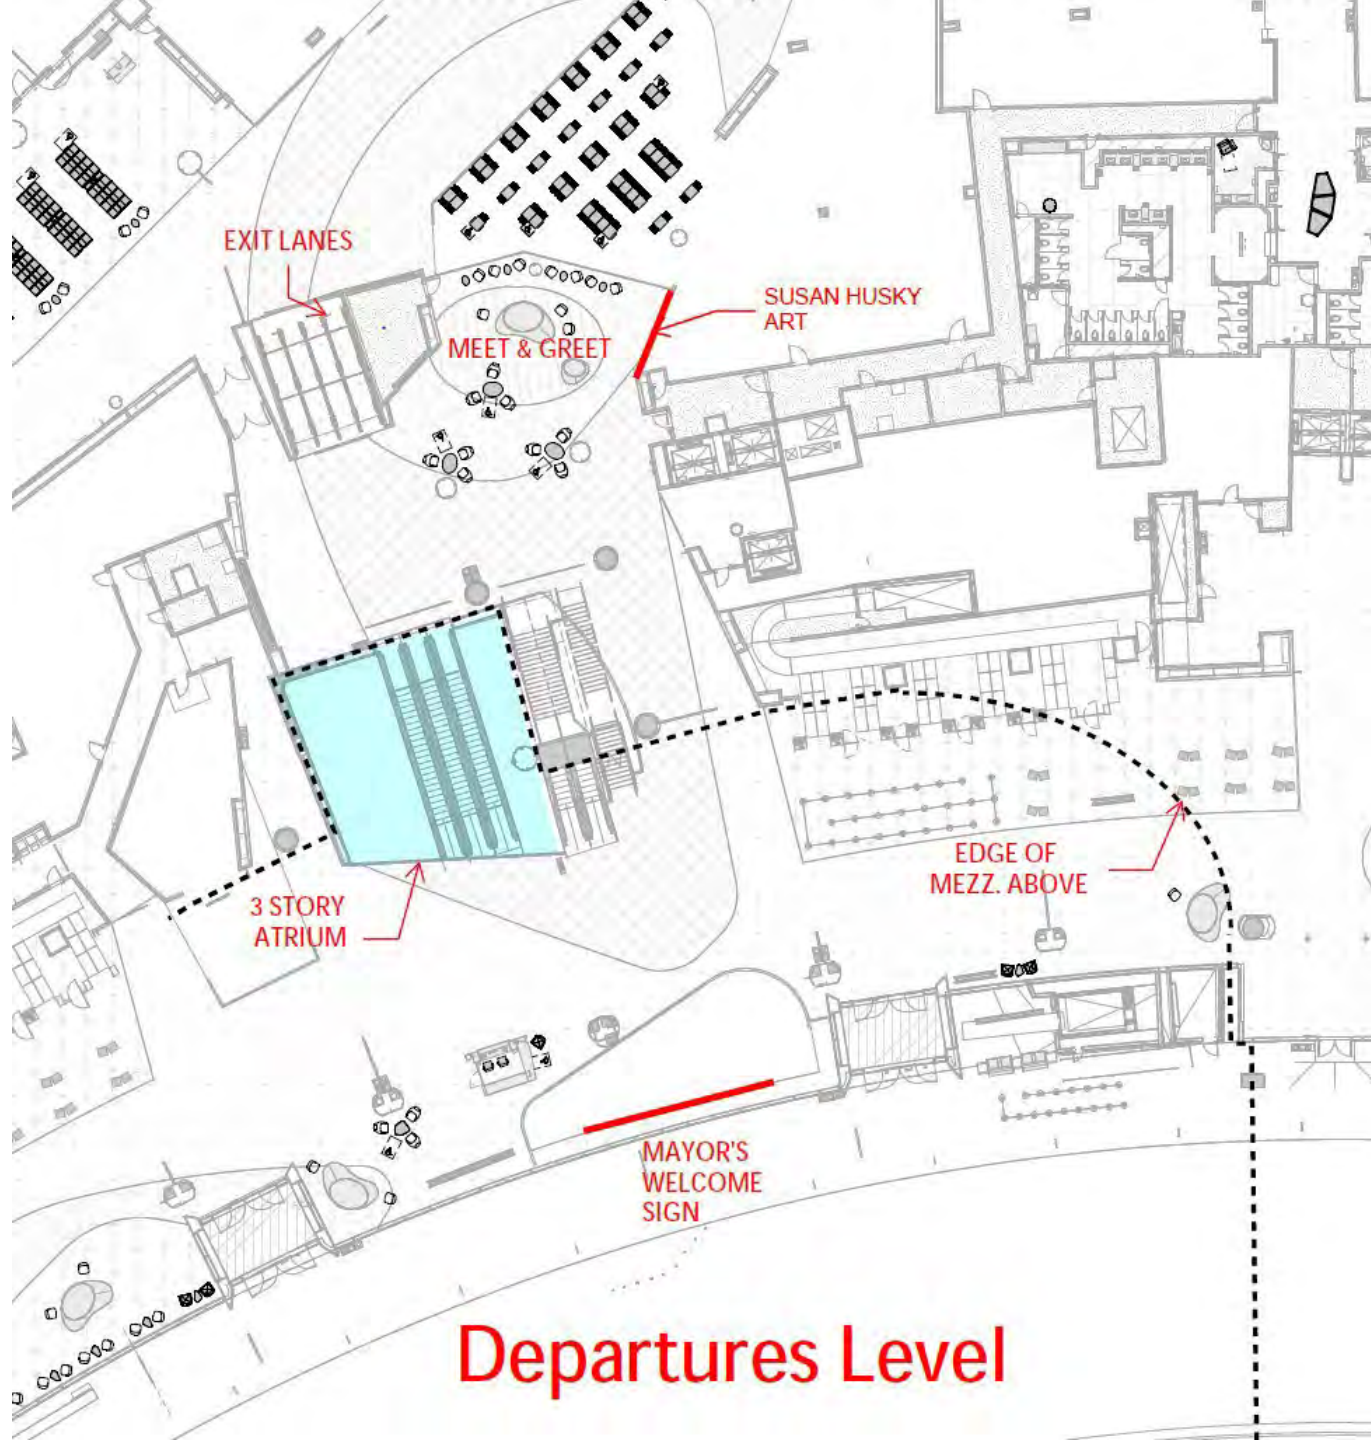 EXIT LANES
SUSAN HUSKY
ART
MEET & GREET
EDGE OF
MEZZ. ABOVE
3 STORY
ATRIUM
MAYOR'S
WELCOME
SIGN
Departures Level